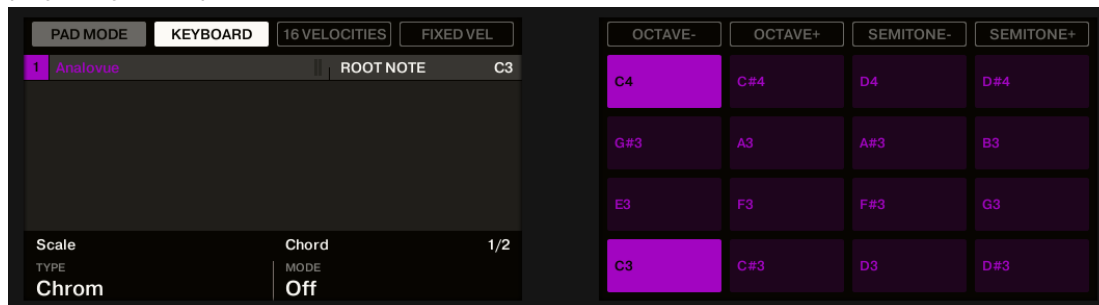 PAD MODE KEYBOARD 16 VELOCITIES FIXED VEL
1 Analovue ROOT NOTE C3
Scale Chord 1/2
TYPE MODE
Chrom Off
OCTAVE- OCTAVE+ SEMITONE- SEMITONE+
C4 C#4 D4 D#4
G#3 A3 A#3 B3
E3 F3 F#3 G3
C3 C#3 D3 D#3